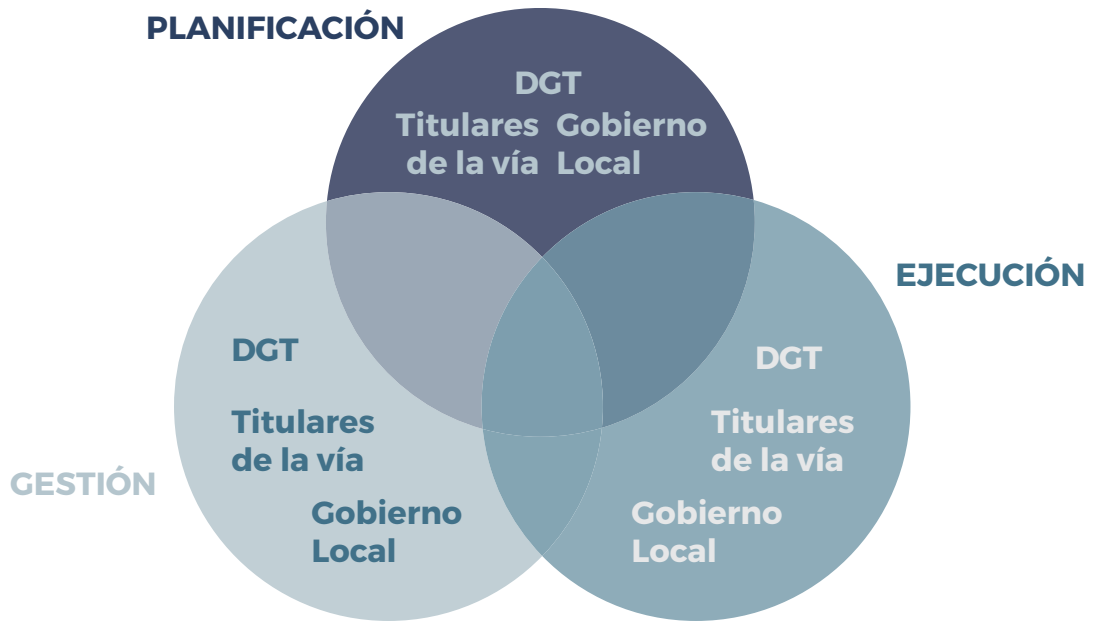 PLANIFICACIÓN
DGT
Titulares Gobierno
de la vía Local
EJECUCIÓN
DGT
Titulares
de la vía
Gobierno
Local
DGT
Titulares
de la vía
Gobierno
Local
GESTIÓN